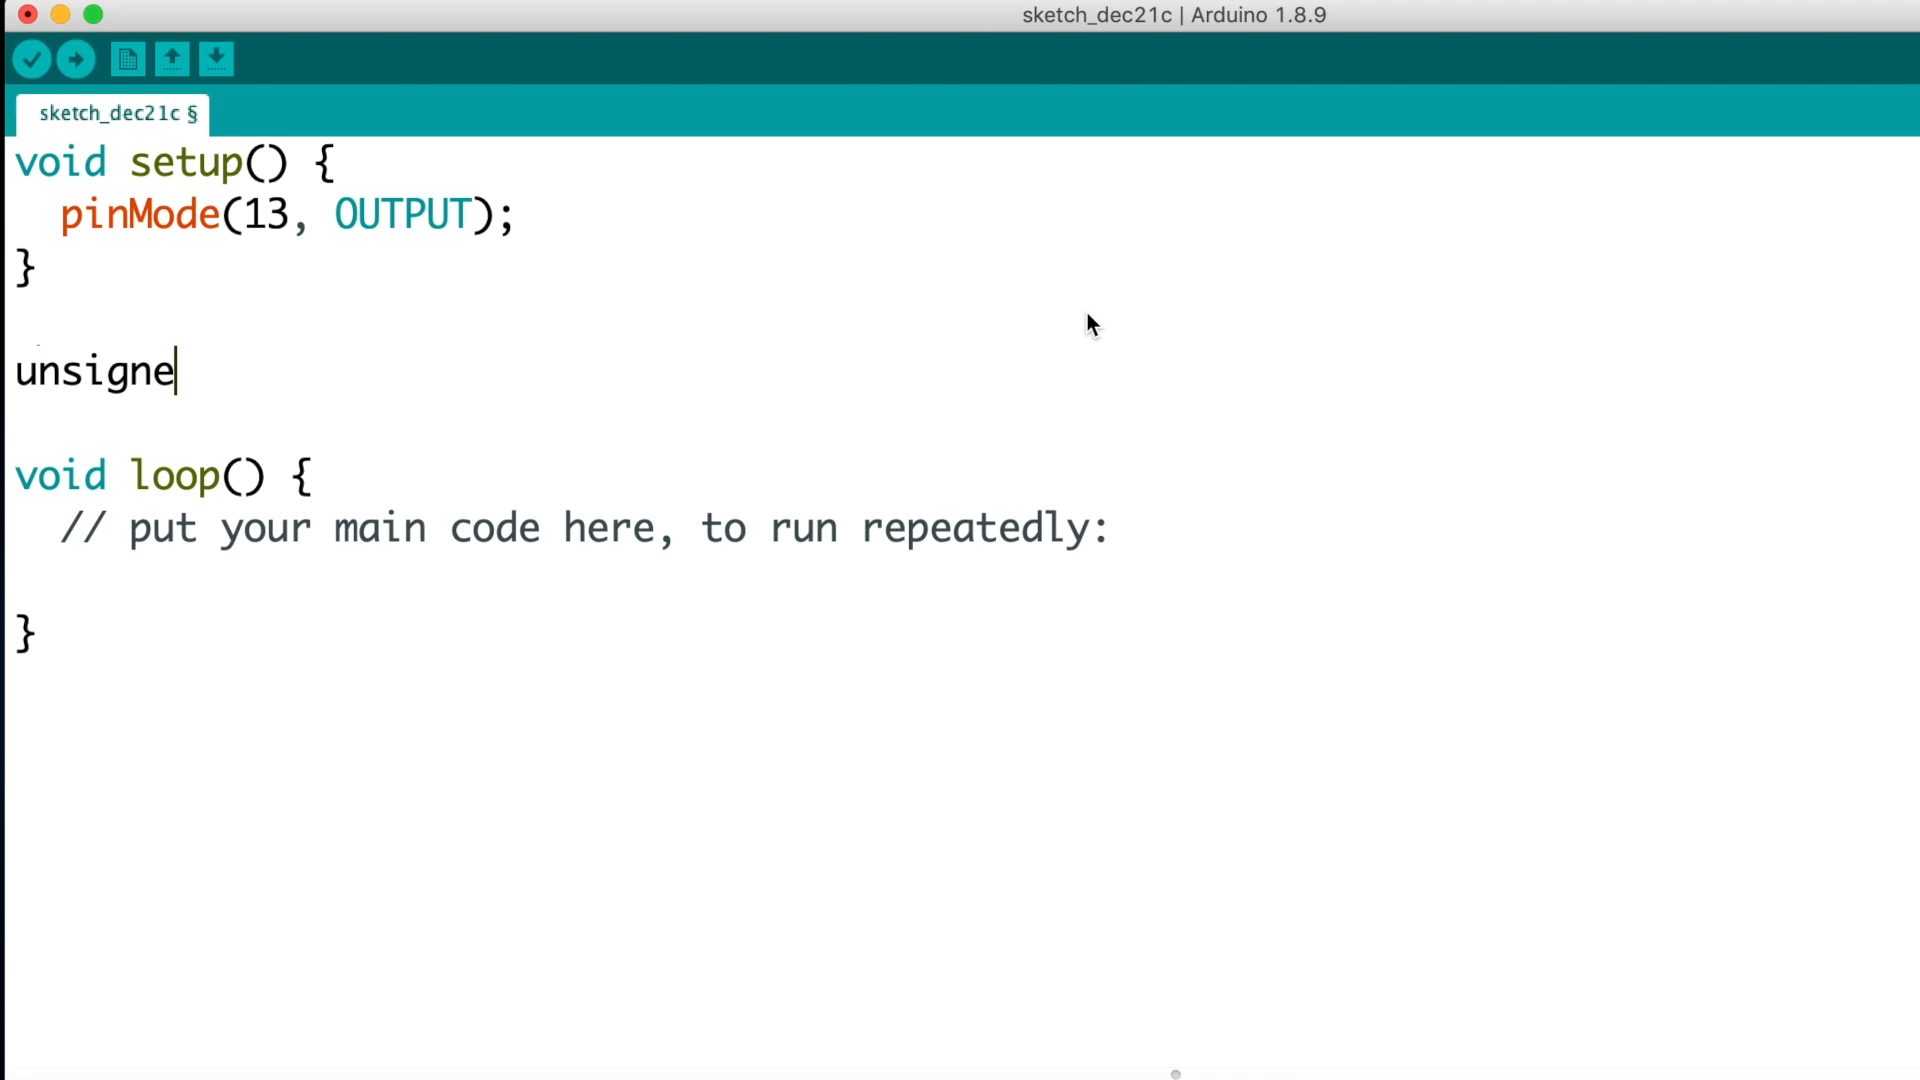 sketch_dec21c | Arduino 1.8.9
sketch_dec21c §
void setup() {
  pinMode(13, OUTPUT);
}
unsigne
void loop() {
  // put your main code here, to run repeatedly:
}